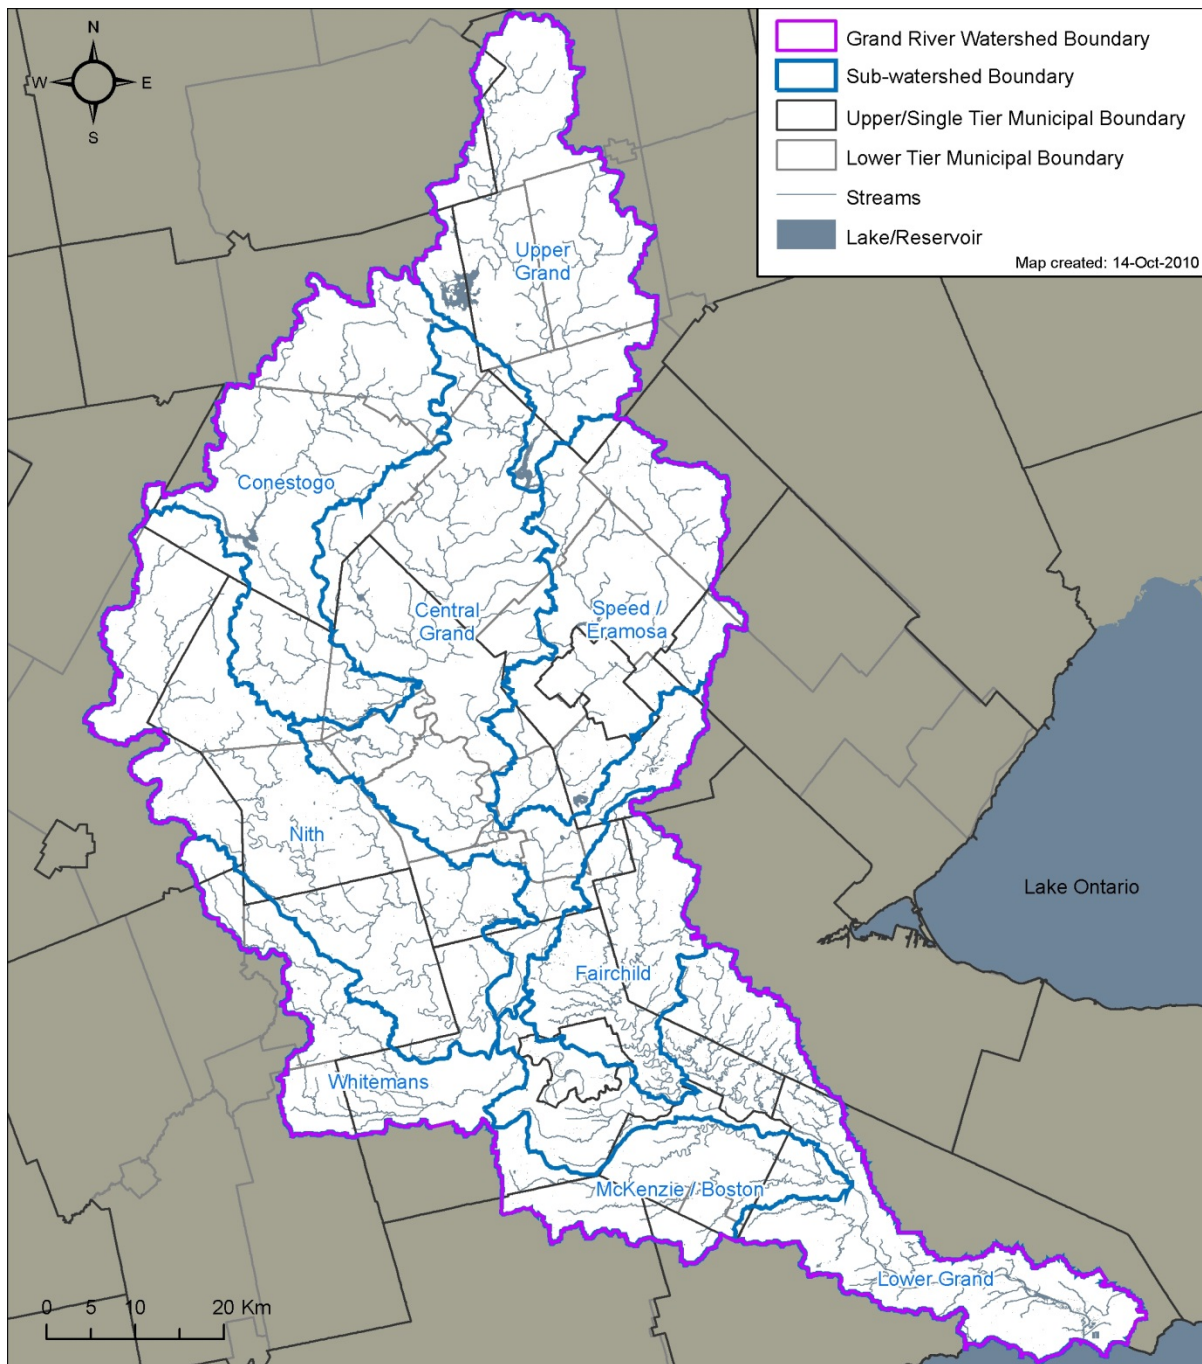 N
W
E
S
Grand River Watershed Boundary
Sub-watershed Boundary
Upper/Single Tier Municipal Boundary
Lower Tier Municipal Boundary
Streams
Lake/Reservoir
Map created: 14-Oct-2010
Upper
Grand
Conestogo
Central
Grand
Speed /
Eramosa
Nith
Lake Ontario
Fairchild
Whitemans
McKenzie / Boston
Lower Grand
0 5 10 20 Km